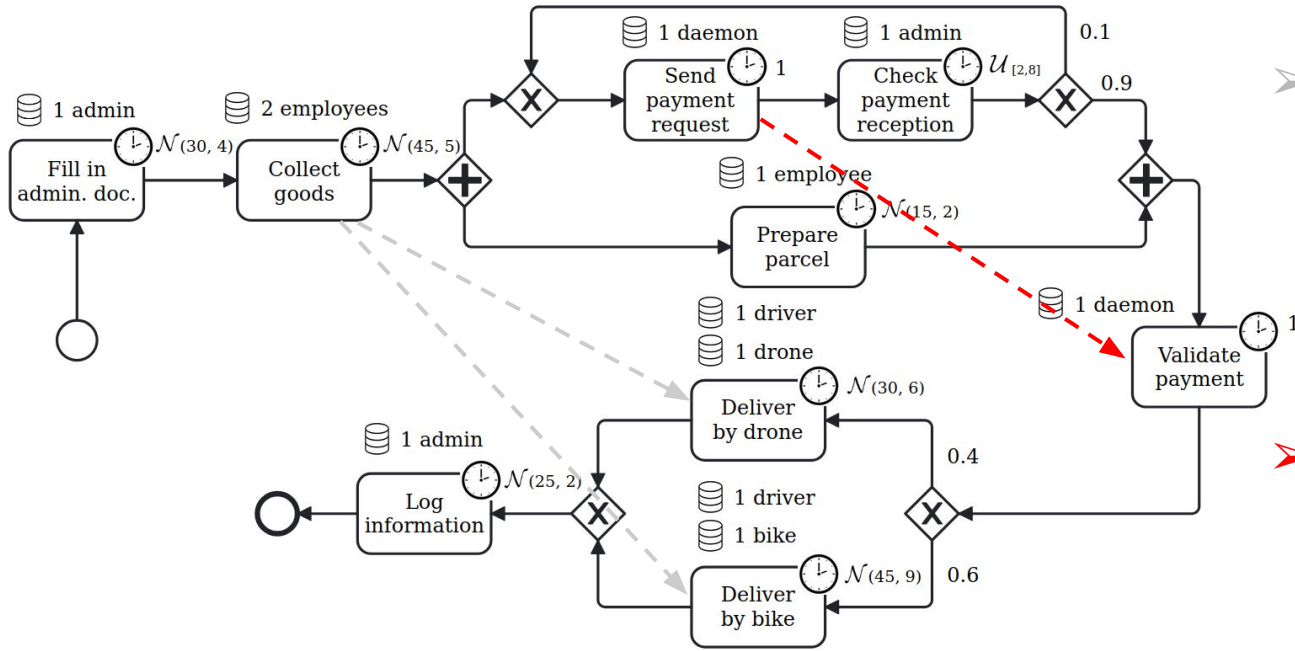 1 daemon
1 admin
0.1
Send
payment
request
1
Check
payment
reception
𝒰[2,8]
0.9
1 admin
𝒩(30, 4)
Fill in
admin. doc.
2 employees
𝒩(45, 5)
Collect
goods
1 employee
𝒩(15, 2)
Prepare
parcel
1 daemon
1
Validate
payment
1 driver
1 drone
𝒩(30, 6)
Deliver
by drone
0.4
1 admin
𝒩(25, 2)
Log
information
1 driver
1 bike
𝒩(45, 9)
Deliver
by bike
0.6